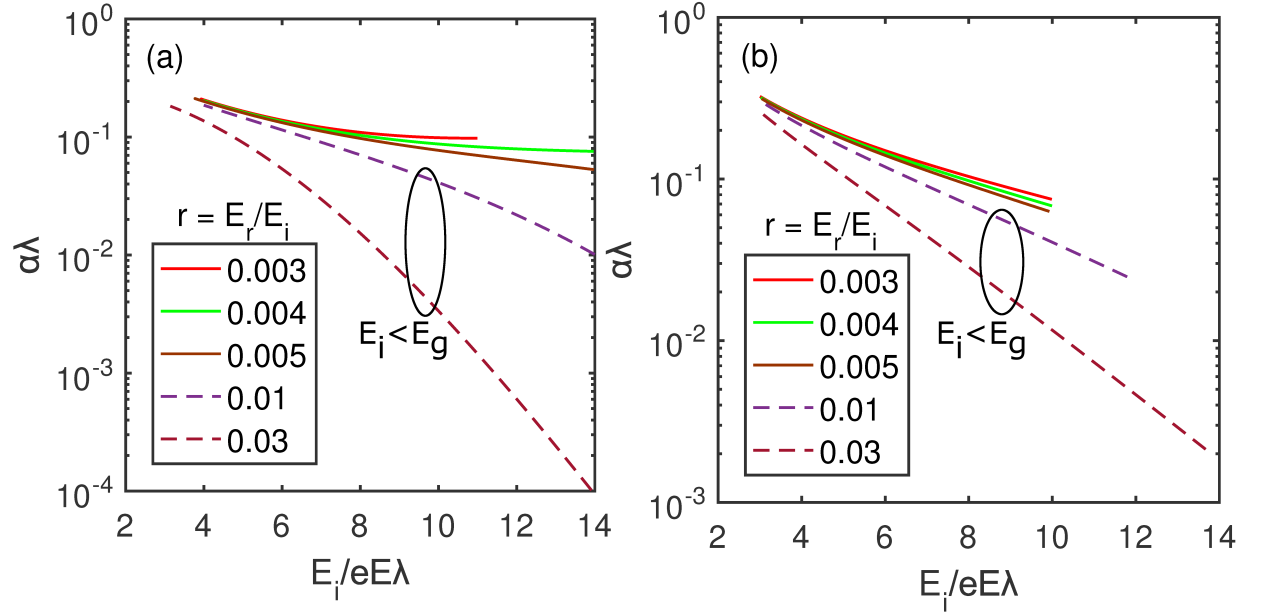 (a)
10^0
10^-1
10^-2
10^-3
10^-4
αλ
r = E_r/E_i
0.003
0.004
0.005
0.01
0.03
E_i<E_g
2 4 6 8 10 12 14
E_i/eEλ
(b)
10^0
10^-1
10^-2
10^-3
αλ
r = E_r/E_i
0.003
0.004
0.005
0.01
0.03
E_i<E_g
2 4 6 8 10 12 14
E_i/eEλ